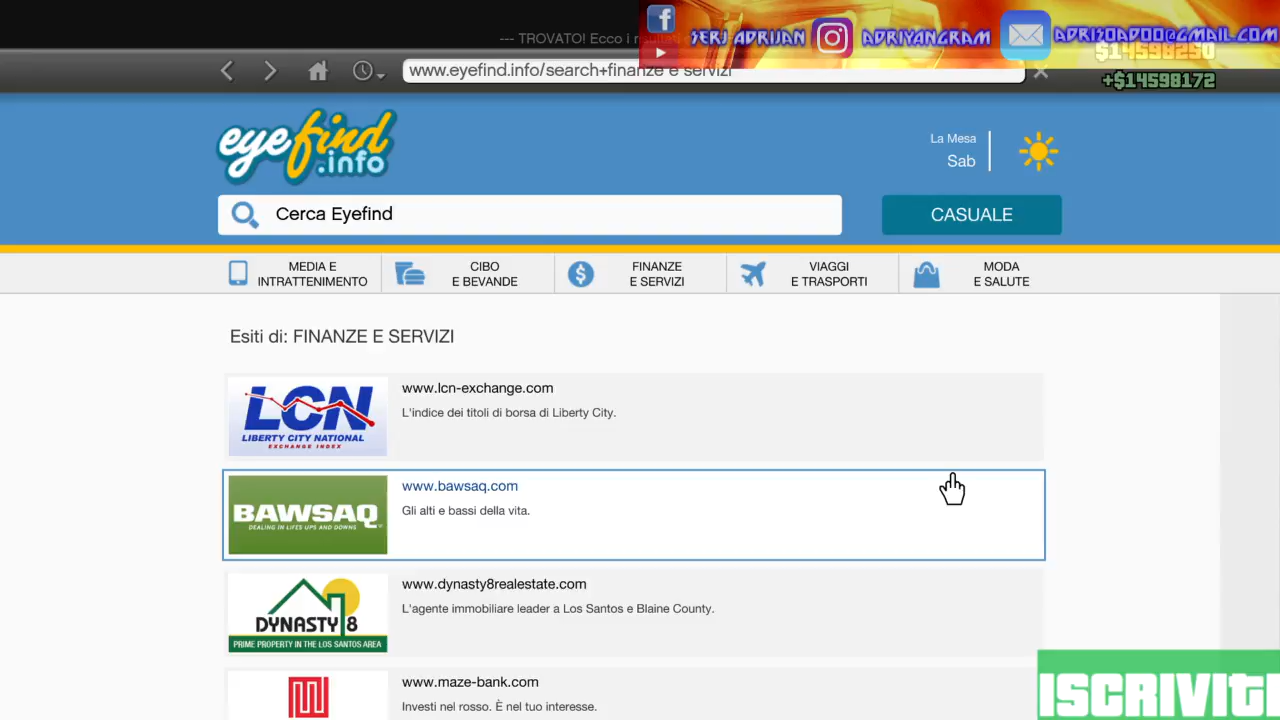 --- TROVATO! Ecco i
SERJ ADRIJAN
ADRIYANGRAM
$14598250
+$14598172
www.eyefind.info/search+finanze e servizi
eyefind.info
La Mesa
Sab
Cerca Eyefind
CASUALE
MEDIA E INTRATTENIMENTO
CIBO E BEVANDE
FINANZE E SERVIZI
VIAGGI E TRASPORTI
MODA E SALUTE
Esiti di: FINANZE E SERVIZI
LCN
LIBERTY CITY NATIONAL
EXCHANGE INDEX
www.lcn-exchange.com
L'indice dei titoli di borsa di Liberty City.
BAWSAQ
DEALING IN LIFES UPS AND DOWNS
www.bawsaq.com
Gli alti e bassi della vita.
DYNASTY 8
PRIME PROPERTY IN THE LOS SANTOS AREA
www.dynasty8realestate.com
L'agente immobiliare leader a Los Santos e Blaine County.
www.maze-bank.com
Investi nel rosso. È nel tuo interesse.
ISCRIVITI